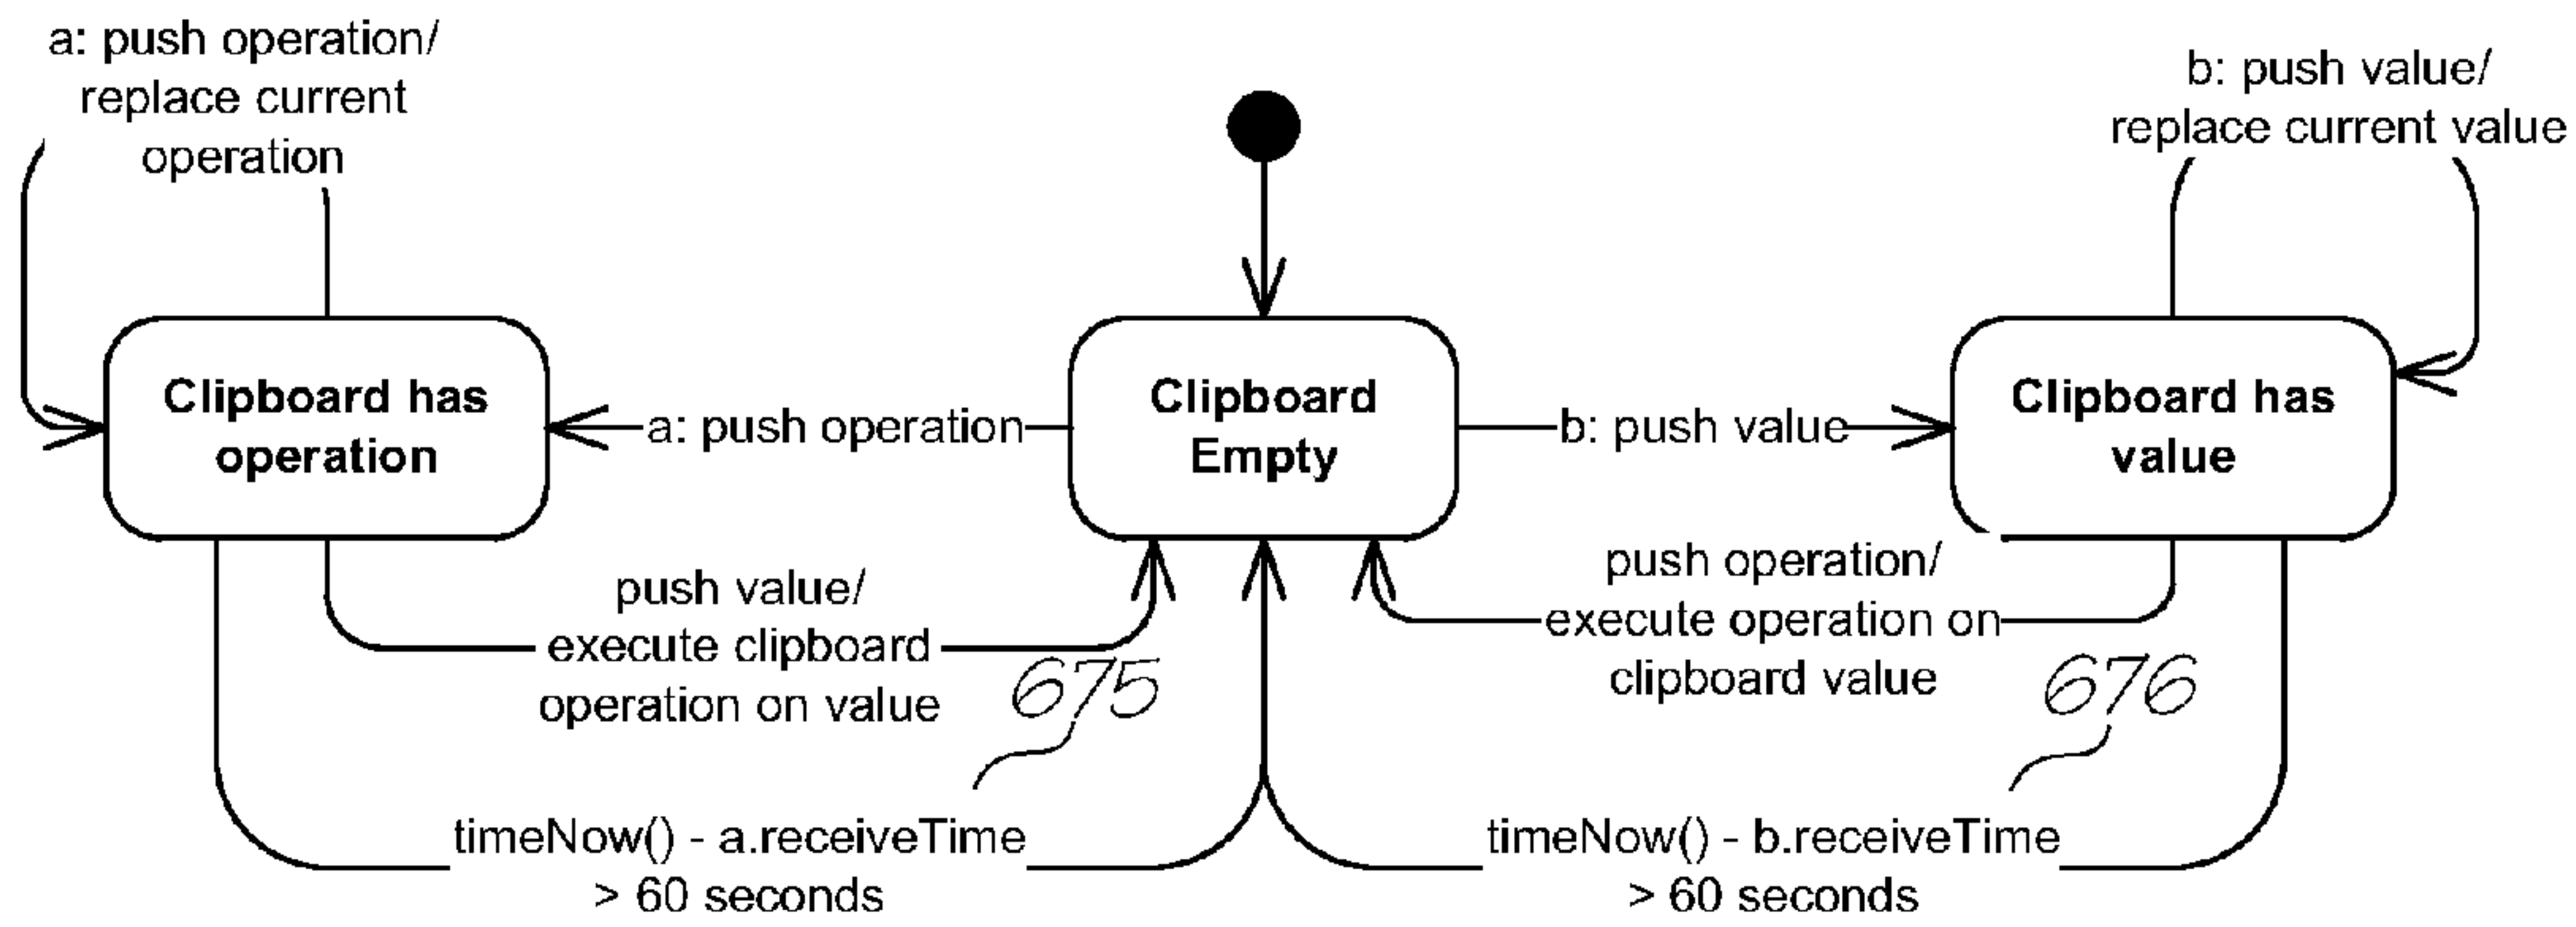 a: push operation/
replace current
operation
b: push value/
replace current value
Clipboard has
operation
a: push operation
Clipboard
Empty
b: push value
Clipboard has
value
push value/
execute clipboard
operation on value
675
push operation/
execute operation on
clipboard value
676
timeNow() - a.receiveTime
> 60 seconds
timeNow() - b.receiveTime
> 60 seconds